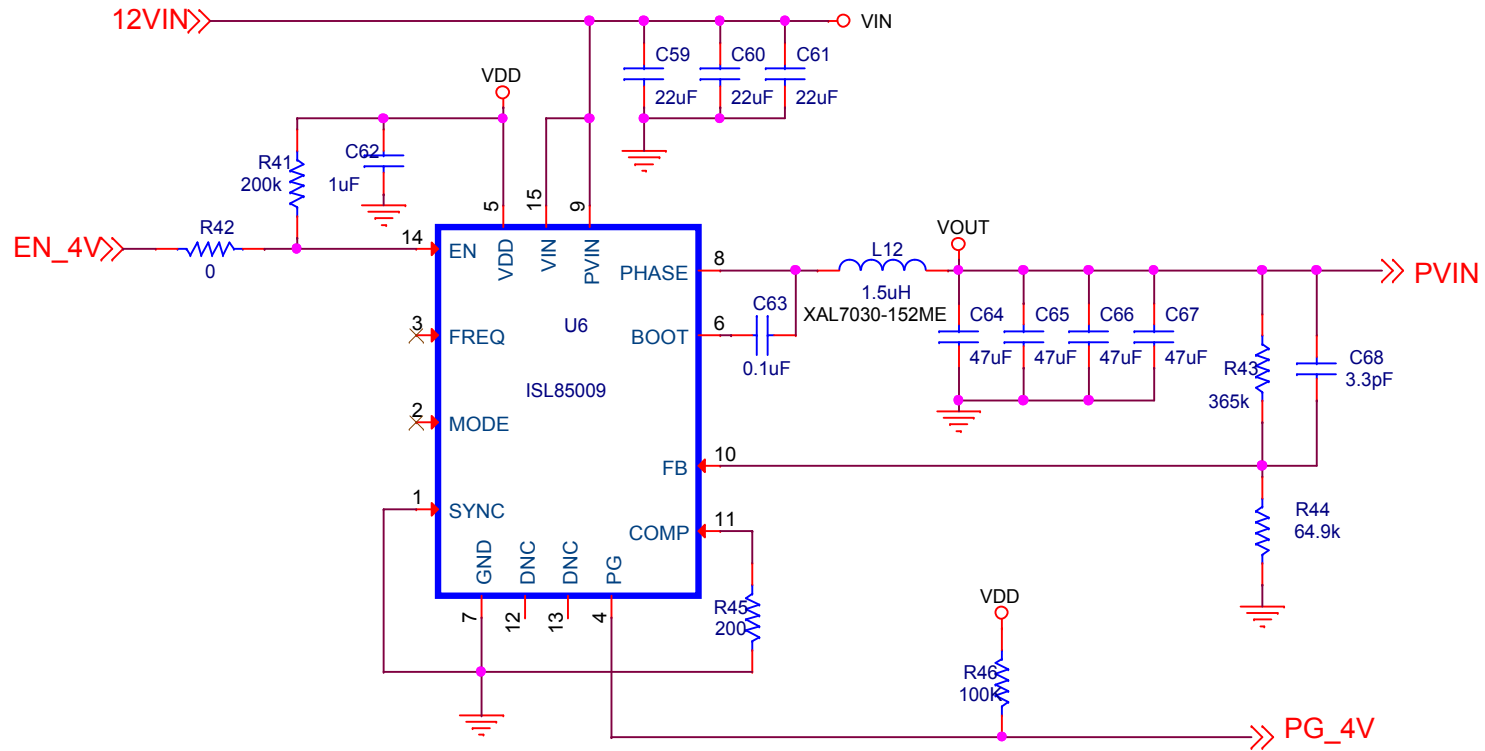 12VIN
VIN
C59
C60
C61
22uF
22uF
22uF
VDD
R41
200k
C62
1uF
5
15
9
R42
0
EN_4V
14
EN
VDD
VIN
PVIN
PHASE
8
VOUT
L12
1.5uH
XAL7030-152ME
PVIN
3
FREQ
U6
BOOT
6
C63
0.1uF
C64
C65
C66
C67
47uF
47uF
47uF
47uF
R43
365k
C68
3.3pF
ISL85009
2
MODE
FB
10
1
SYNC
COMP
11
R44
64.9k
GND
DNC
DNC
PG
7
12
13
4
R45
200
VDD
R46
100K
PG_4V